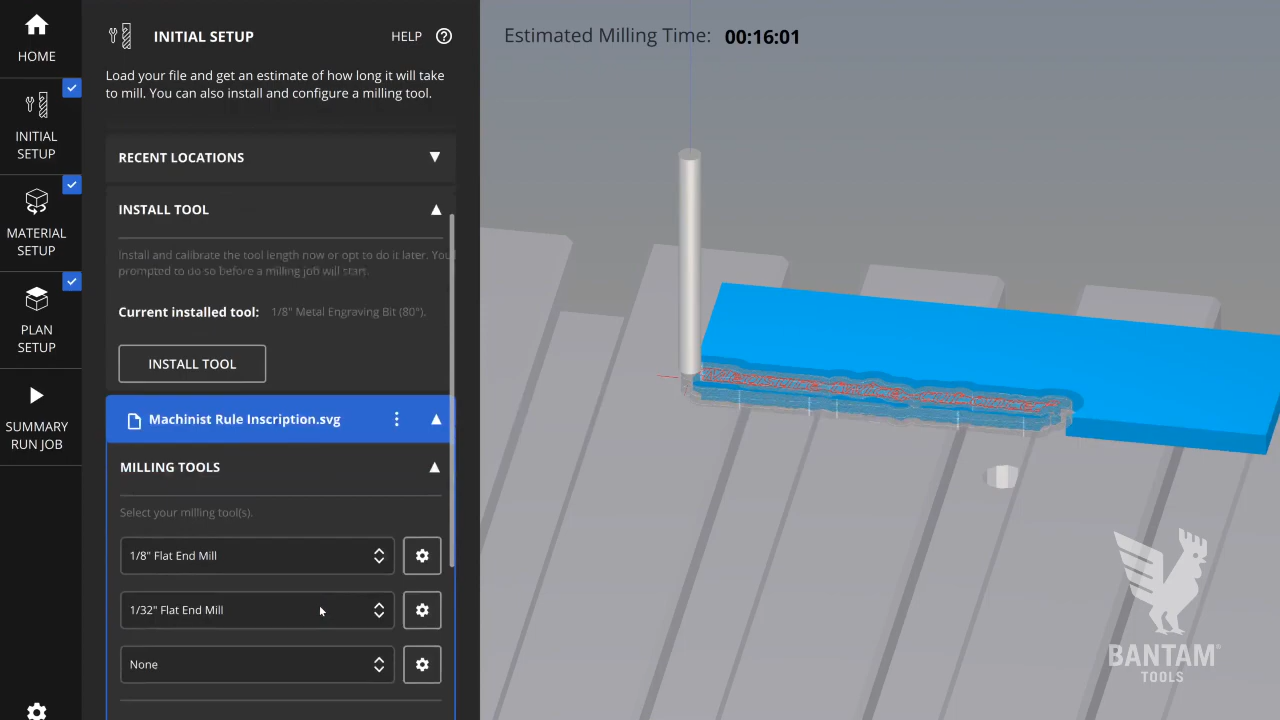 HOME
INITIAL
SETUP
MATERIAL
SETUP
PLAN
SETUP
SUMMARY
RUN JOB
INITIAL SETUP
HELP
Load your file and get an estimate of how long it will take
to mill. You can also install and configure a milling tool.
RECENT LOCATIONS
INSTALL TOOL
Install and calibrate the tool length now or opt to do it later. You
prompted to do so before a milling job will start.
Current installed tool: 1/8" Metal Engraving Bit (80°).
INSTALL TOOL
Machinist Rule Inscription.svg
MILLING TOOLS
Select your milling tool(s).
1/8" Flat End Mill
1/32" Flat End Mill
None
Estimated Milling Time: 00:16:01
BANTAM®
TOOLS